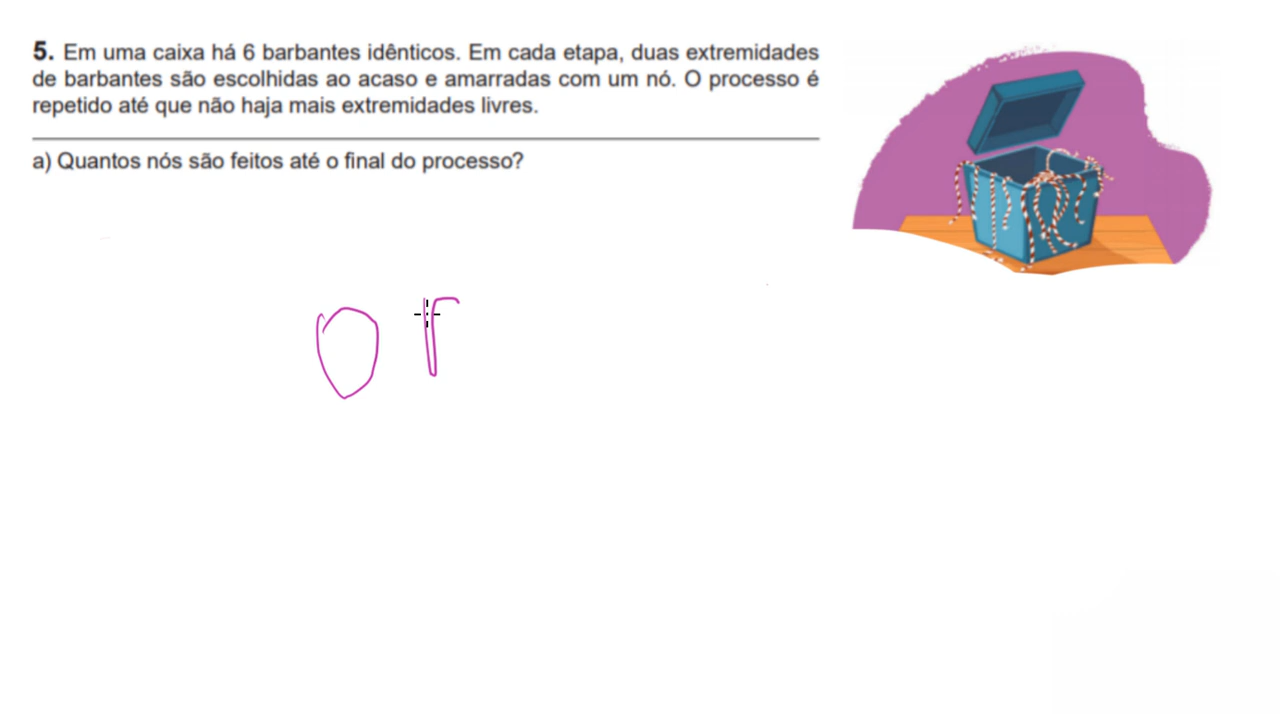 5. Em uma caixa há 6 barbantes idênticos. Em cada etapa, duas extremidades
de barbantes são escolhidas ao acaso e amarradas com um nó. O processo é
repetido até que não haja mais extremidades livres.
a) Quantos nós são feitos até o final do processo?